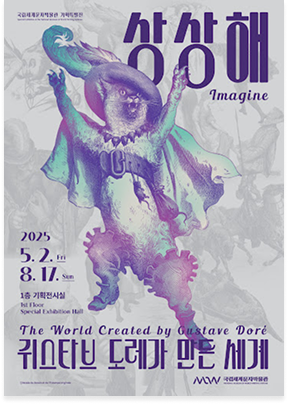 국립세계문자박물관 기획특별전
상상해
Imagine
2025
5. 2. Fri
8. 17. Sun
1층 기획전시실
1st Floor
Special Exhibition Hall
The World Created by Gustave Doré
귀스타브 도레가 만든 세계
국립세계문자박물관